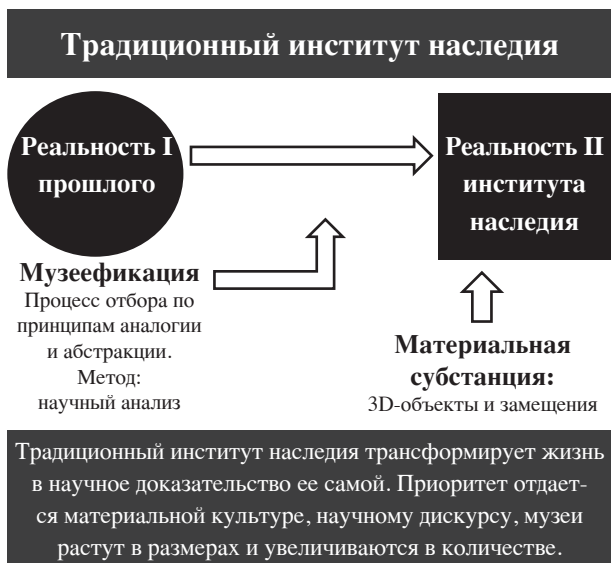 Традиционный институт наследия
Реальность I
прошлого
Реальность II
института
наследия
Музеефикация
Процесс отбора по
принципам аналогии
и абстракции.
Метод:
научный анализ
Материальная
субстанция:
3D-объекты и замещения
Традиционный институт наследия трансформирует жизнь
в научное доказательство ее самой. Приоритет отдает-
ся материальной культуре, научному дискурсу, музеи
растут в размерах и увеличиваются в количестве.